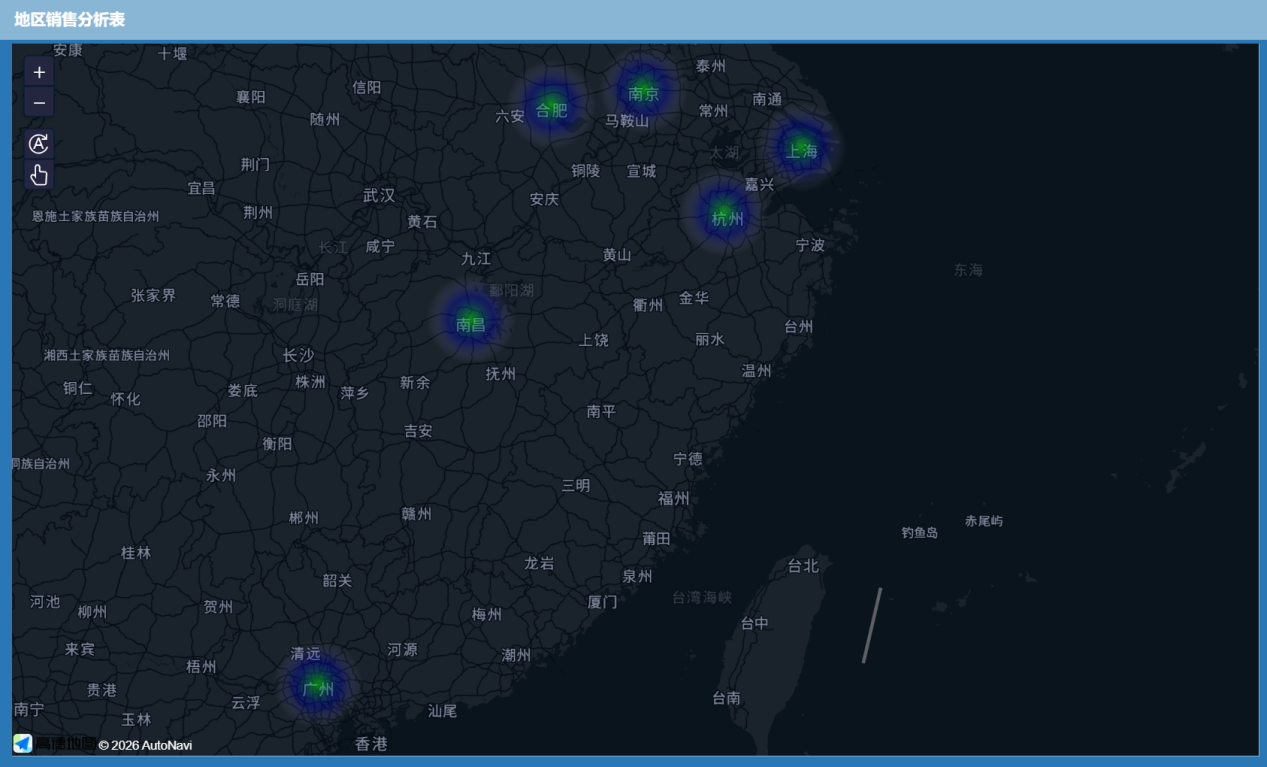 地区销售分析表
安康
十堰
泰州
+
信阳
襄阳
南京
南通
−
合肥
常州
六安
随州
马鞍山
A
上海
太湖
荆门
铜陵
宣城
嘉兴
宜昌
武汉
安庆
恩施土家族苗族自治州
荆州
黄石
杭州
长江
咸宁
宁波
九江
黄山
东海
岳阳
鄱阳湖
张家界
常德
洞庭湖
衢州
金华
南昌
台州
上饶
丽水
湘西土家族苗族自治州
长沙
温州
铜仁
株洲
新余
抚州
怀化
娄底
萍乡
邵阳
南平
吉安
衡阳
侗族自治州
宁德
永州
三明
福州
郴州
赣州
赤尾屿
钓鱼岛
莆田
桂林
龙岩
台北
韶关
泉州
河池
柳州
贺州
梅州
厦门
台湾海峡
台中
来宾
清远
河源
潮州
梧州
贵港
广州
台南
南宁
云浮
汕尾
玉林
香港
高德地图 © 2026 AutoNavi